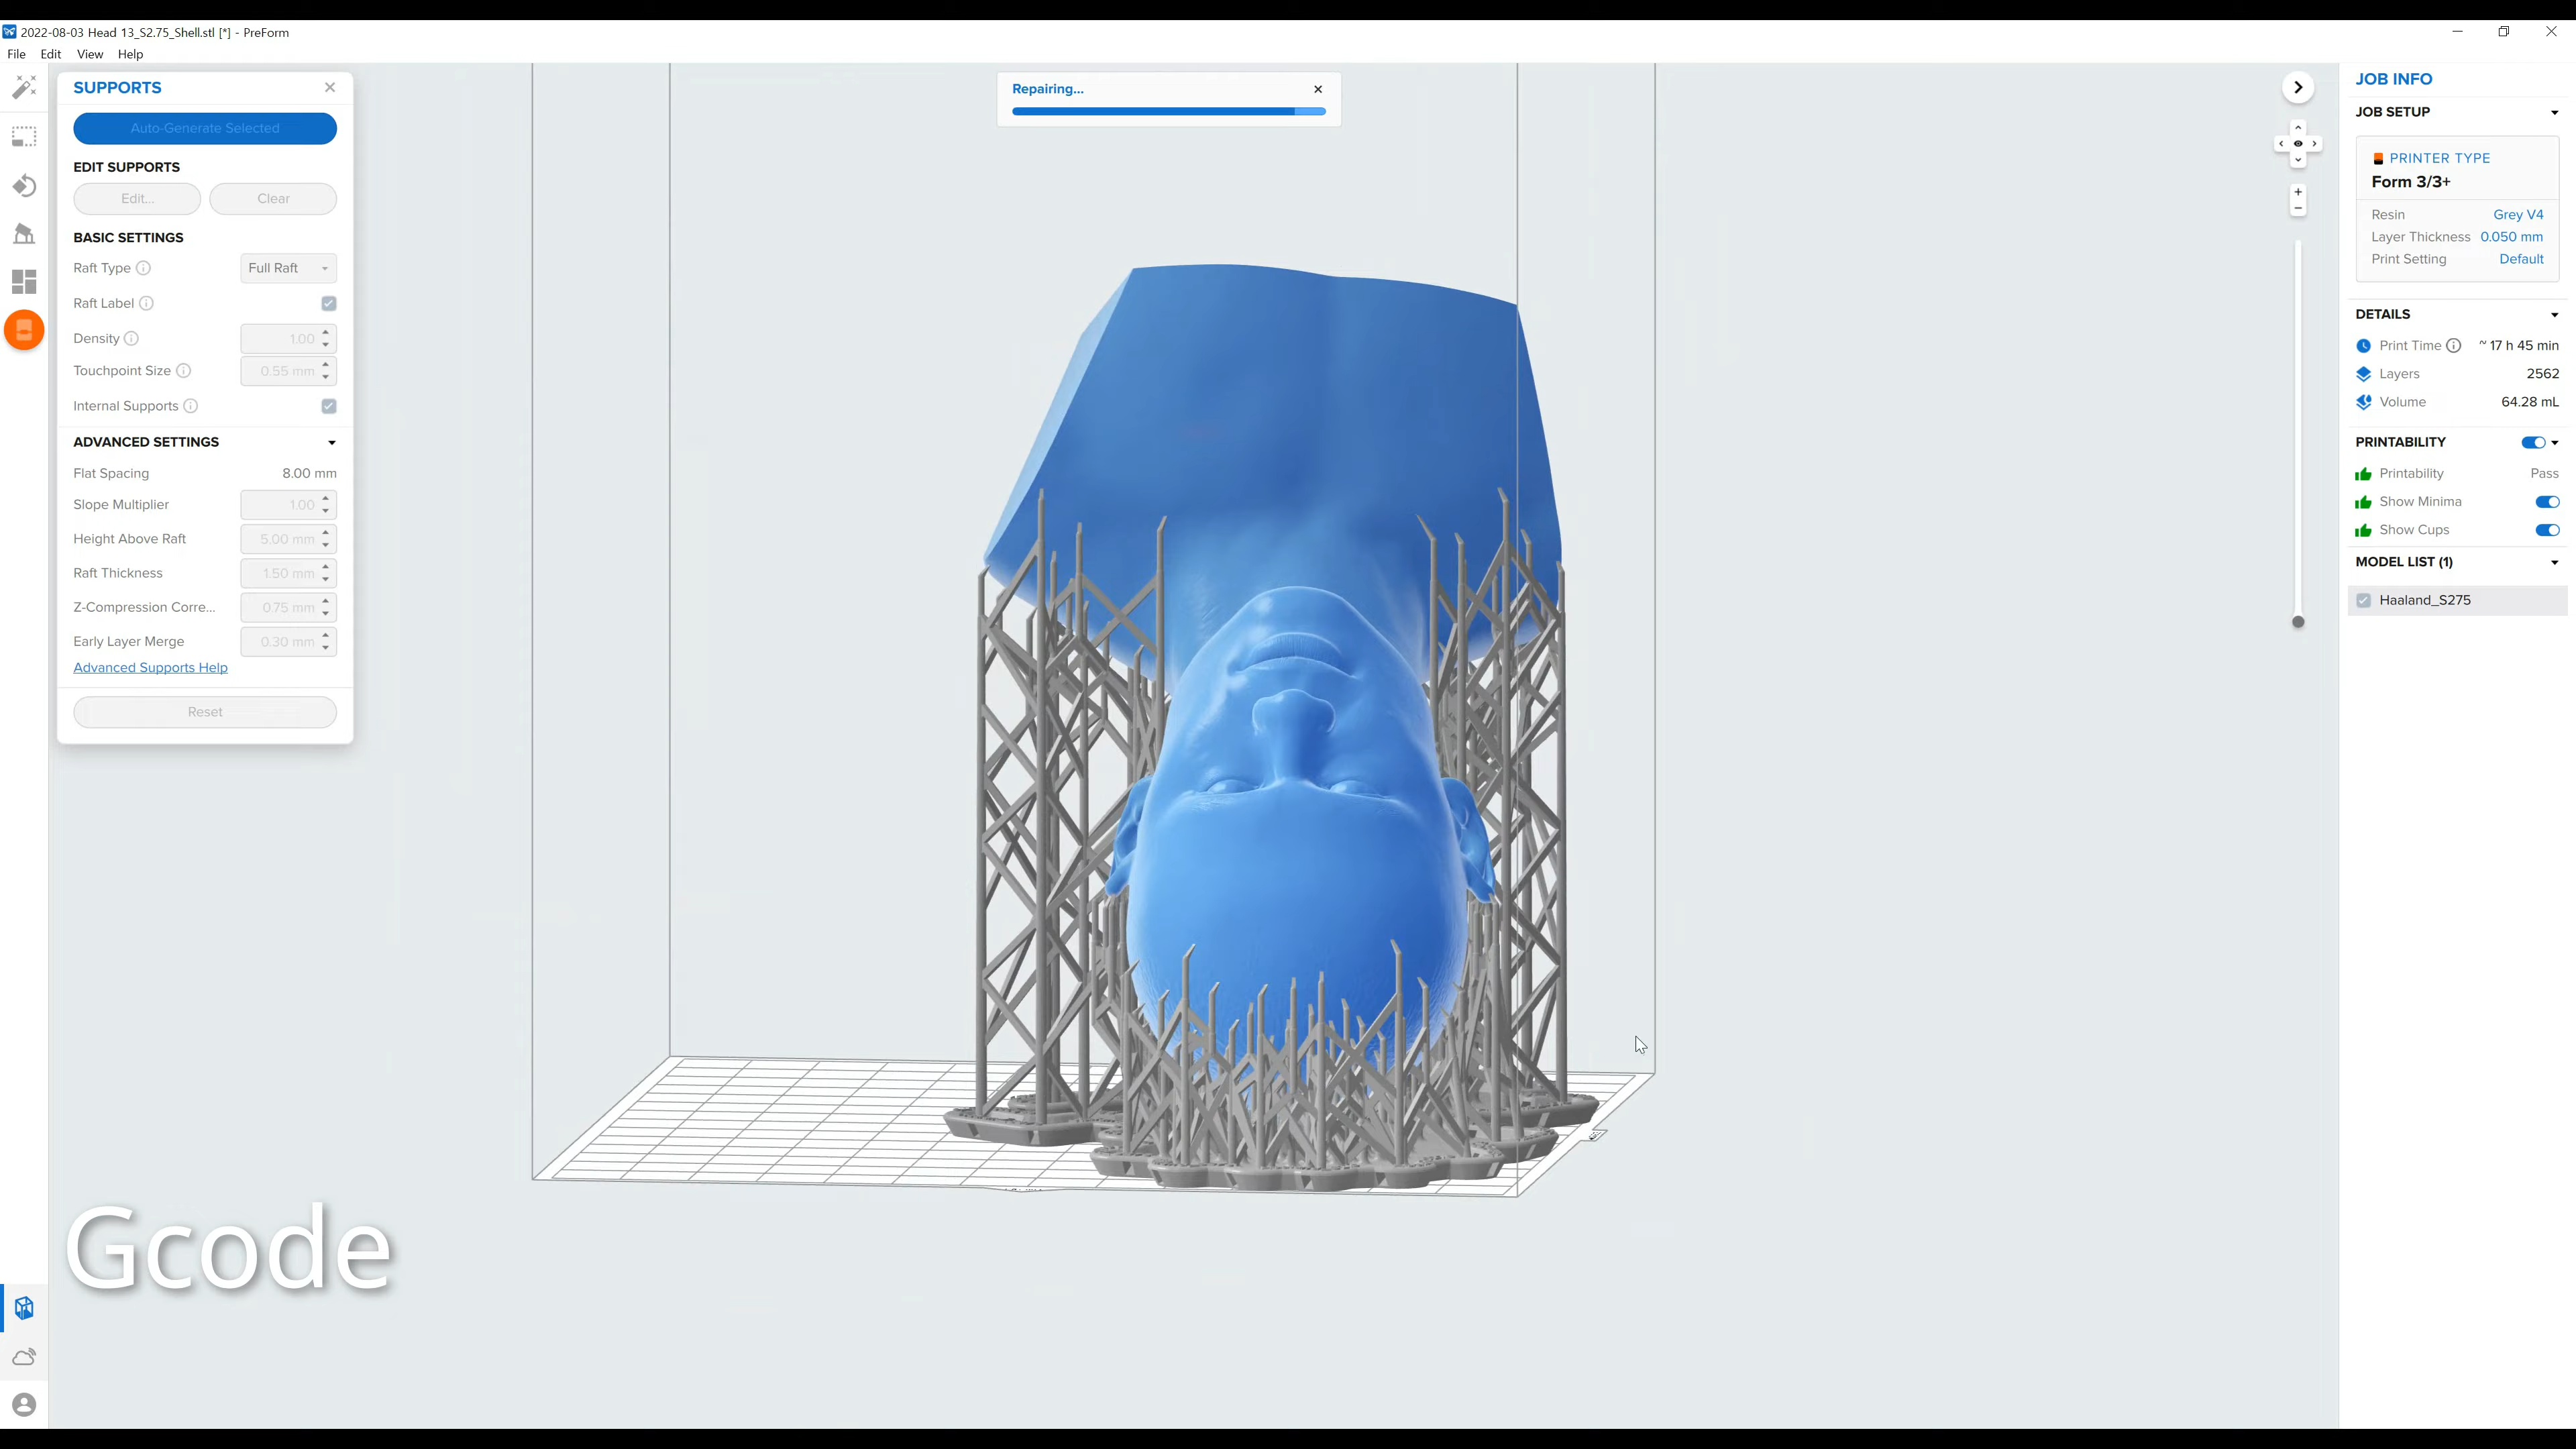 2022-08-03 Head 13_S2.75_Shell.stl [*] - PreForm
File Edit View Help
SUPPORTS
Auto-Generate Selected
EDIT SUPPORTS
Edit... Clear
BASIC SETTINGS
Raft Type Full Raft
Raft Label
Density 1.00
Touchpoint Size 0.55 mm
Internal Supports
ADVANCED SETTINGS
Flat Spacing 8.00 mm
Slope Multiplier 1.00
Height Above Raft 5.00 mm
Raft Thickness 1.50 mm
Z-Compression Corre... 0.75 mm
Early Layer Merge 0.30 mm
Advanced Supports Help
Reset
Repairing...
Gcode
JOB INFO
JOB SETUP
PRINTER TYPE
Form 3/3+
Resin Grey V4
Layer Thickness 0.050 mm
Print Setting Default
DETAILS
Print Time ~ 17 h 45 min
Layers 2562
Volume 64.28 mL
PRINTABILITY
Printability Pass
Show Minima
Show Cups
MODEL LIST (1)
Haaland_S275